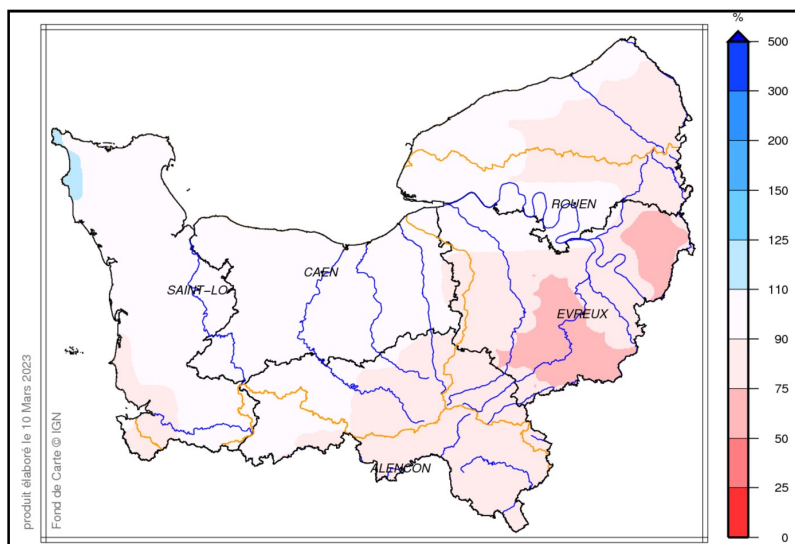 %
500
300
200
150
125
110
90
75
50
25
0
ROUEN
CAEN
SAINT-LO
EVREUX
ALENCON
produit élaboré le 10 Mars 2023
Fond de Carte © IGN